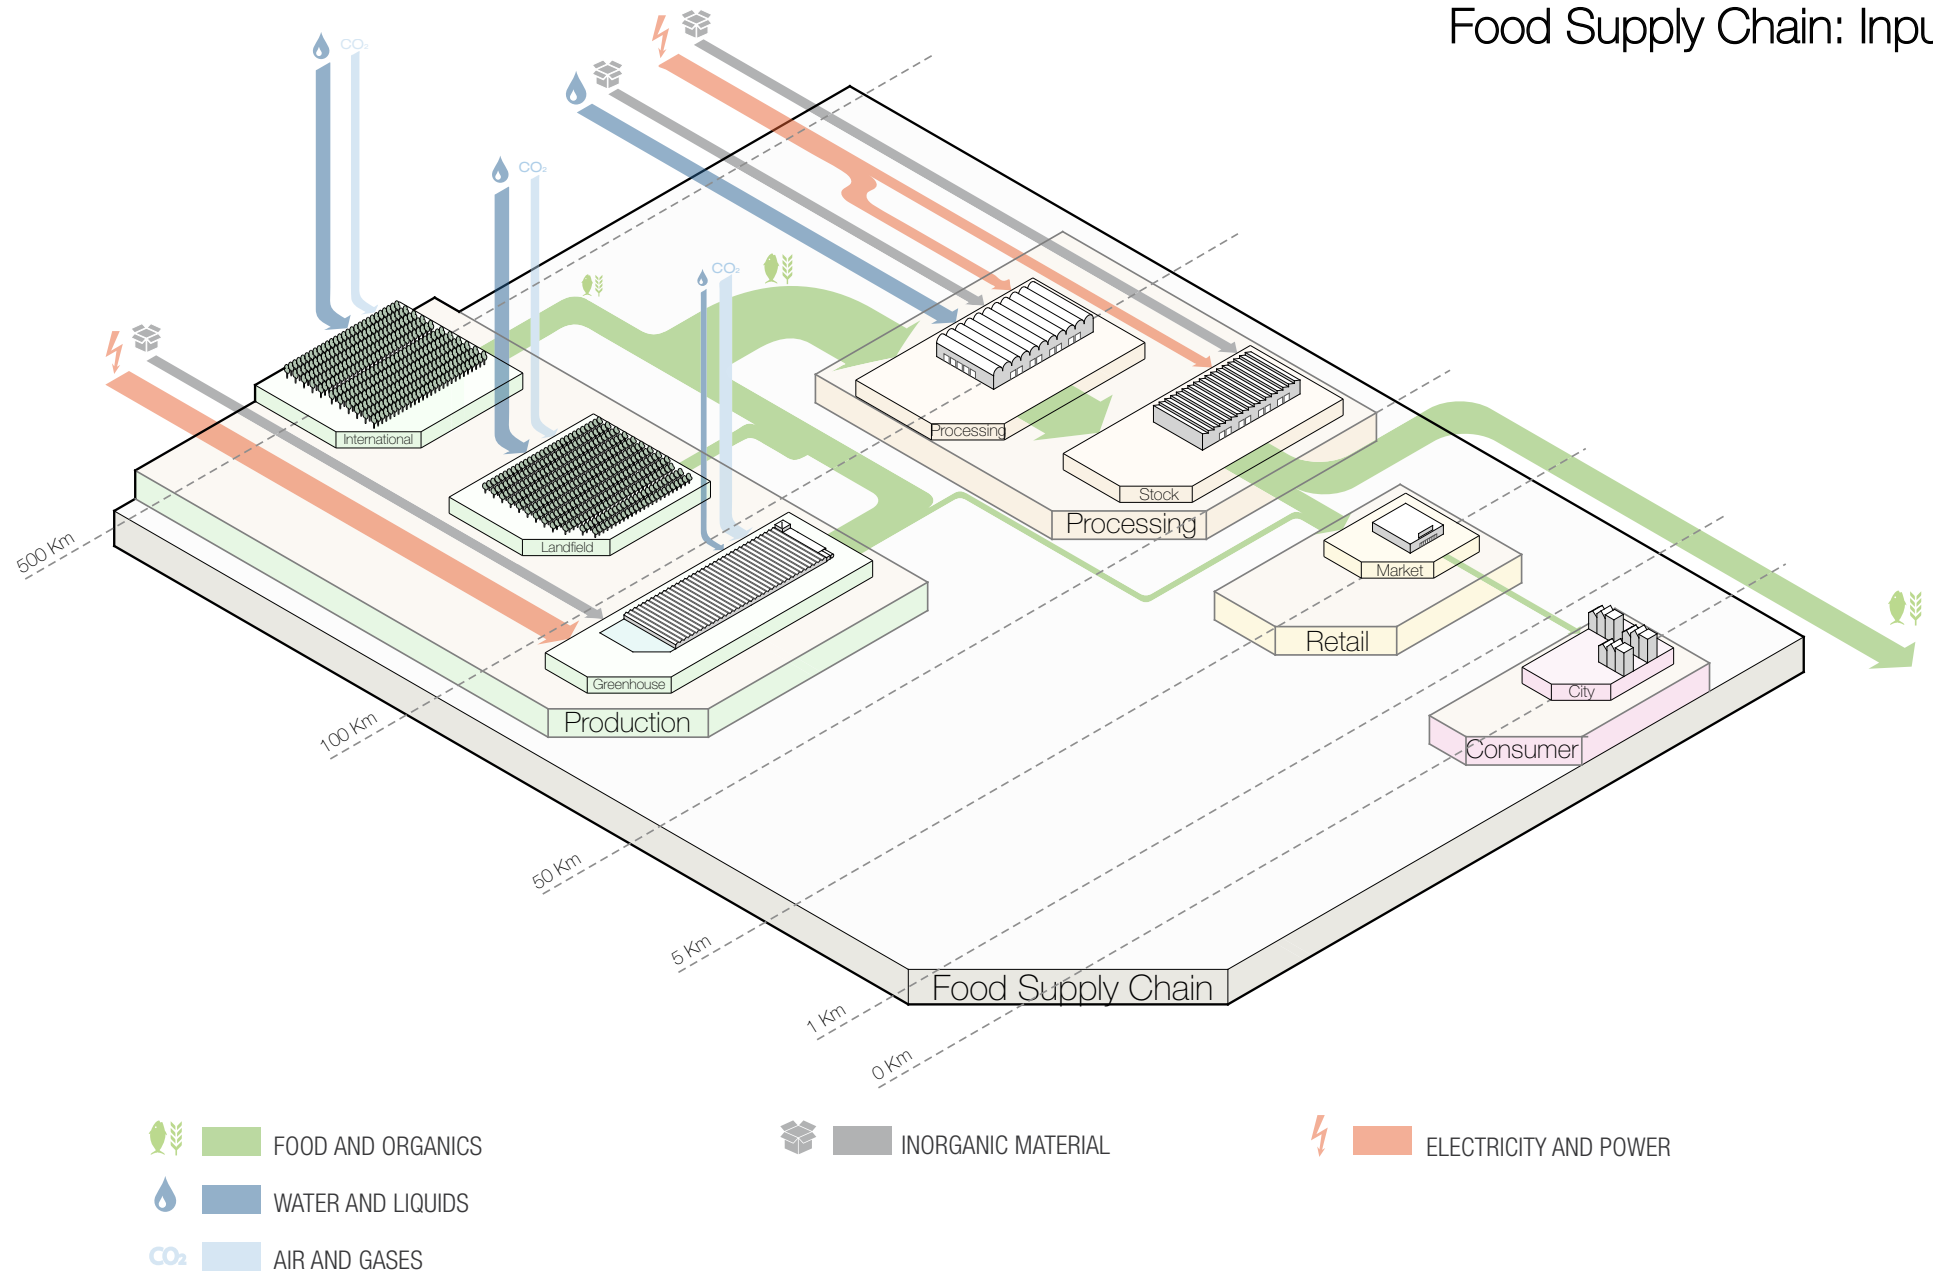 Food Supply Chain: Inpu
CO₂
CO₂
CO₂
International
Landfield
Greenhouse
Production
Processing
Stock
Processing
Market
Retail
City
Consumer
500 Km
100 Km
50 Km
5 Km
1 Km
0 Km
Food Supply Chain
FOOD AND ORGANICS
INORGANIC MATERIAL
ELECTRICITY AND POWER
WATER AND LIQUIDS
CO₂
AIR AND GASES